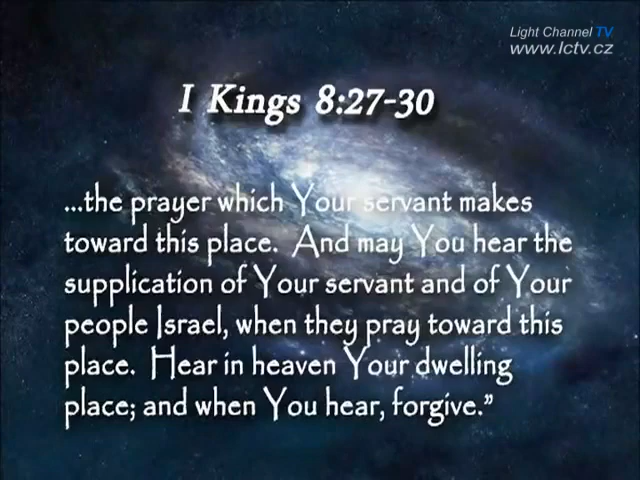 Light Channel TV
www.lctv.cz
I Kings 8:27-30
...the prayer which Your servant makes
toward this place. And may You hear the
supplication of Your servant and of Your
people Israel, when they pray toward this
place. Hear in heaven Your dwelling
place; and when You hear, forgive.”